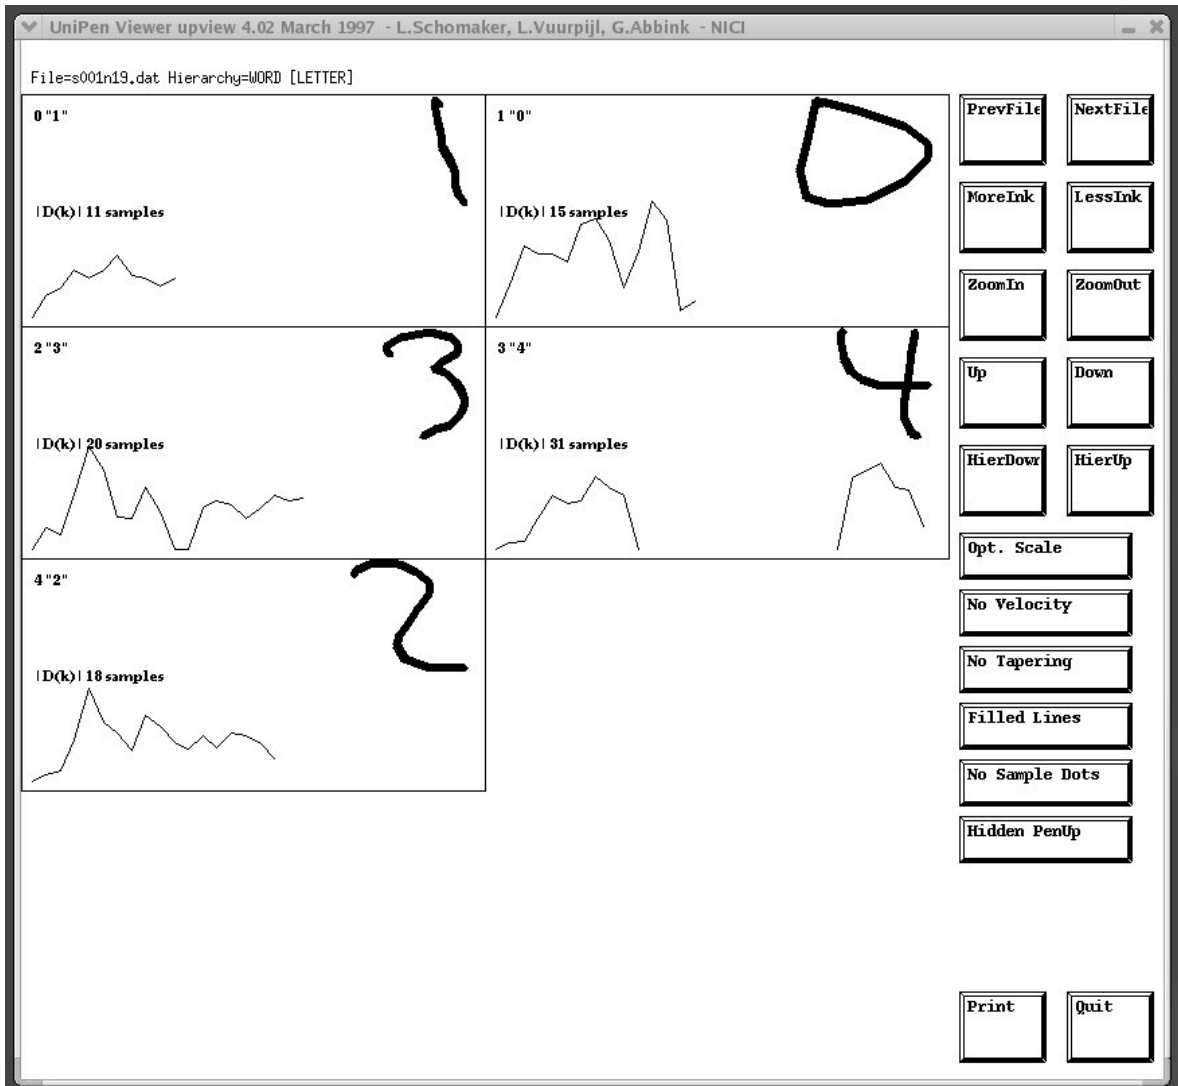 UniPen Viewer upview 4.02 March 1997 - L.Schomaker, L.Vuurpijl, G.Abbink - NICI
File=s001n19.dat Hierarchy=WORD [LETTER]
0 "1"
1
|D(k)| 11 samples
1 "0"
0
|D(k)| 15 samples
2 "3"
3
|D(k)| 20 samples
3 "4"
4
|D(k)| 31 samples
4 "2"
2
|D(k)| 18 samples
PrevFile NextFile
MoreInk LessInk
ZoomIn ZoomOut
Up Down
HierDown HierUp
Opt. Scale
No Velocity
No Tapering
Filled Lines
No Sample Dots
Hidden PenUp
Print Quit